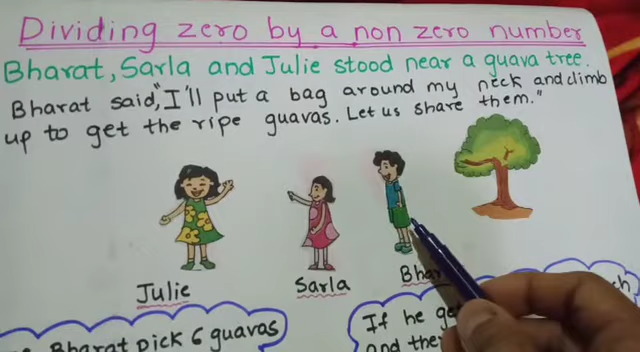 Dividing zero by a non zero number
Bharat, Sarla and Julie stood near a guava tree.
Bharat said, "I'll put a bag around my neck and climb
up to get the ripe guavas. Let us share them."
Julie
Sarla
Bhar
Bharat pick 6 guavas
If he ge
and the